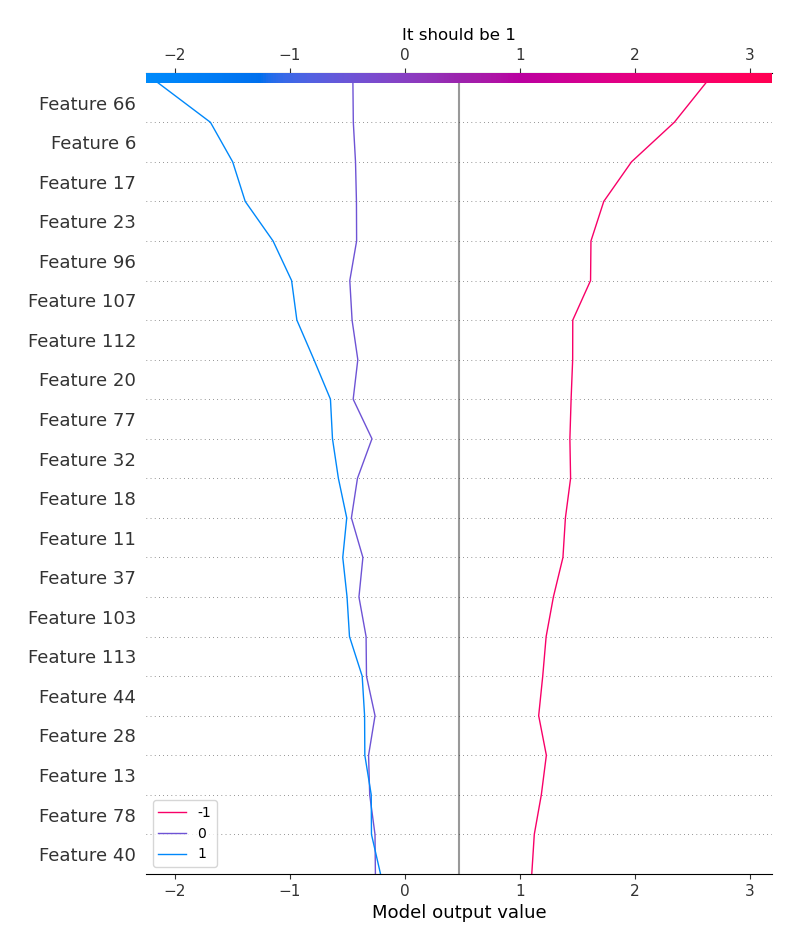 It should be 1
−2 −1 0 1 2 3
Feature 66
Feature 6
Feature 17
Feature 23
Feature 96
Feature 107
Feature 112
Feature 20
Feature 77
Feature 32
Feature 18
Feature 11
Feature 37
Feature 103
Feature 113
Feature 44
Feature 28
Feature 13
Feature 78
Feature 40
-1
0
1
−2 −1 0 1 2 3
Model output value